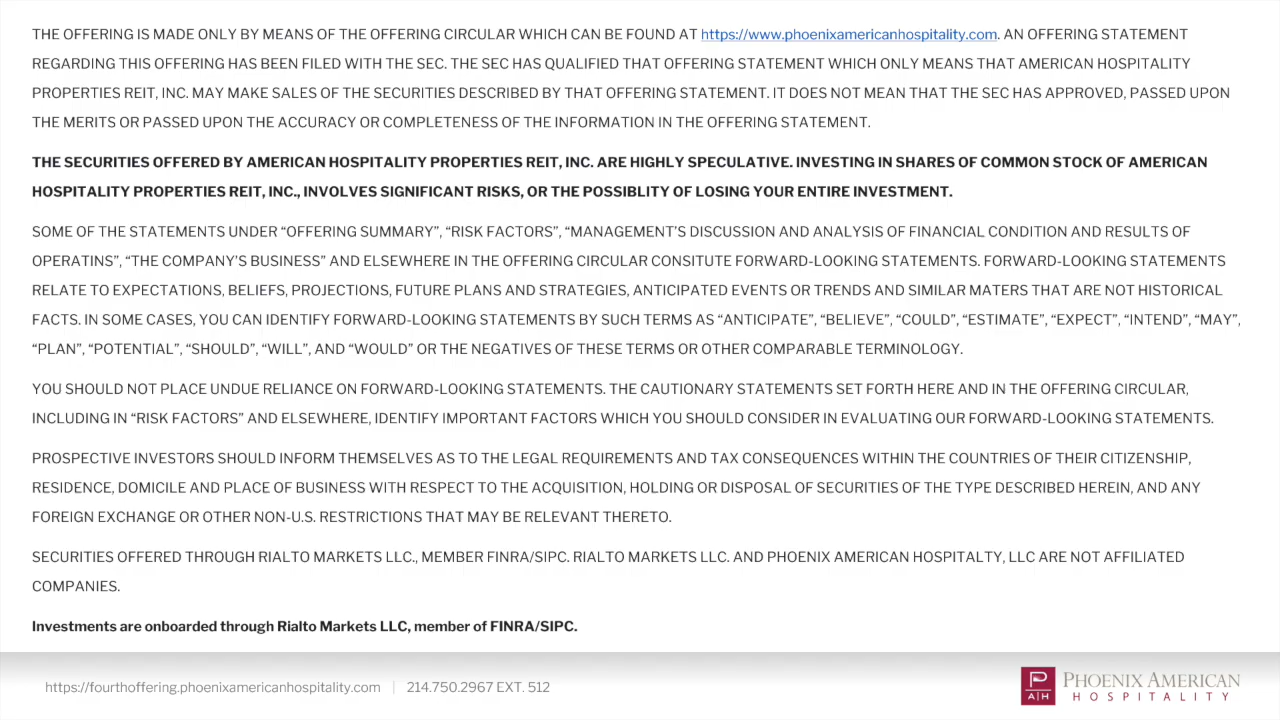 THE OFFERING IS MADE ONLY BY MEANS OF THE OFFERING CIRCULAR WHICH CAN BE FOUND AT https://www.phoenixamericanhospitality.com. AN OFFERING STATEMENT
REGARDING THIS OFFERING HAS BEEN FILED WITH THE SEC. THE SEC HAS QUALIFIED THAT OFFERING STATEMENT WHICH ONLY MEANS THAT AMERICAN HOSPITALITY
PROPERTIES REIT, INC. MAY MAKE SALES OF THE SECURITIES DESCRIBED BY THAT OFFERING STATEMENT. IT DOES NOT MEAN THAT THE SEC HAS APPROVED, PASSED UPON
THE MERITS OR PASSED UPON THE ACCURACY OR COMPLETENESS OF THE INFORMATION IN THE OFFERING STATEMENT.
THE SECURITIES OFFERED BY AMERICAN HOSPITALITY PROPERTIES REIT, INC. ARE HIGHLY SPECULATIVE. INVESTING IN SHARES OF COMMON STOCK OF AMERICAN
HOSPITALITY PROPERTIES REIT, INC., INVOLVES SIGNIFICANT RISKS, OR THE POSSIBLITY OF LOSING YOUR ENTIRE INVESTMENT.
SOME OF THE STATEMENTS UNDER “OFFERING SUMMARY”, “RISK FACTORS”, “MANAGEMENT’S DISCUSSION AND ANALYSIS OF FINANCIAL CONDITION AND RESULTS OF
OPERATINS”, “THE COMPANY’S BUSINESS” AND ELSEWHERE IN THE OFFERING CIRCULAR CONSITUTE FORWARD-LOOKING STATEMENTS. FORWARD-LOOKING STATEMENTS
RELATE TO EXPECTATIONS, BELIEFS, PROJECTIONS, FUTURE PLANS AND STRATEGIES, ANTICIPATED EVENTS OR TRENDS AND SIMILAR MATERS THAT ARE NOT HISTORICAL
FACTS. IN SOME CASES, YOU CAN IDENTIFY FORWARD-LOOKING STATEMENTS BY SUCH TERMS AS “ANTICIPATE”, “BELIEVE”, “COULD”, “ESTIMATE”, “EXPECT”, “INTEND”, “MAY”,
“PLAN”, “POTENTIAL”, “SHOULD”, “WILL”, AND “WOULD” OR THE NEGATIVES OF THESE TERMS OR OTHER COMPARABLE TERMINOLOGY.
YOU SHOULD NOT PLACE UNDUE RELIANCE ON FORWARD-LOOKING STATEMENTS. THE CAUTIONARY STATEMENTS SET FORTH HERE AND IN THE OFFERING CIRCULAR,
INCLUDING IN “RISK FACTORS” AND ELSEWHERE, IDENTIFY IMPORTANT FACTORS WHICH YOU SHOULD CONSIDER IN EVALUATING OUR FORWARD-LOOKING STATEMENTS.
PROSPECTIVE INVESTORS SHOULD INFORM THEMSELVES AS TO THE LEGAL REQUIREMENTS AND TAX CONSEQUENCES WITHIN THE COUNTRIES OF THEIR CITIZENSHIP,
RESIDENCE, DOMICILE AND PLACE OF BUSINESS WITH RESPECT TO THE ACQUISITION, HOLDING OR DISPOSAL OF SECURITIES OF THE TYPE DESCRIBED HEREIN, AND ANY
FOREIGN EXCHANGE OR OTHER NON-U.S. RESTRICTIONS THAT MAY BE RELEVANT THERETO.
SECURITIES OFFERED THROUGH RIALTO MARKETS LLC., MEMBER FINRA/SIPC. RIALTO MARKETS LLC. AND PHOENIX AMERICAN HOSPITALTY, LLC ARE NOT AFFILIATED
COMPANIES.
Investments are onboarded through Rialto Markets LLC, member of FINRA/SIPC.
https://fourthoffering.phoenixamericanhospitality.com | 214.750.2967 EXT. 512
P
A|H
PHOENIX AMERICAN
HOSPITALITY